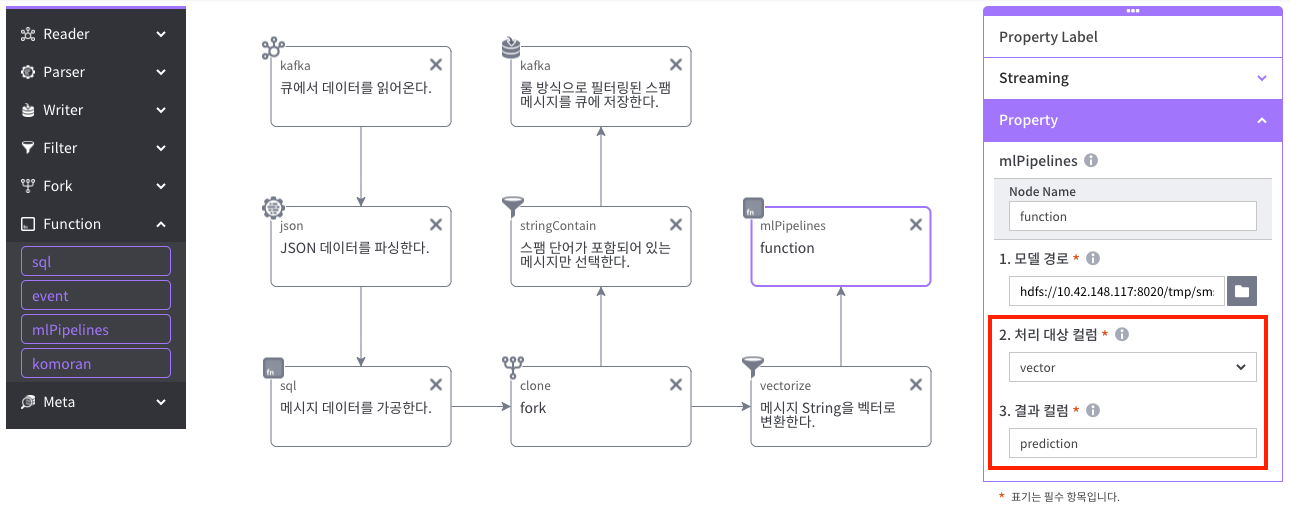 Reader
Parser
Writer
Filter
Fork
Function
sql
event
mlPipelines
komoran
Meta
kafka
큐에서 데이터를 읽어온다.
kafka
룰 방식으로 필터링된 스팸
메시지를 큐에 저장한다.
json
JSON 데이터를 파싱한다.
stringContain
스팸 단어가 포함되어 있는
메시지만 선택한다.
fn
mlPipelines
function
fn
sql
메시지 데이터를 가공한다.
clone
fork
vectorize
메시지 String을 벡터로
변환한다.
Property Label
Streaming
Property
mlPipelines
Node Name
function
1. 모델 경로 *
hdfs://10.42.148.117:8020/tmp/sm
2. 처리 대상 컬럼 *
vector
3. 결과 컬럼 *
prediction
* 표기는 필수 항목입니다.